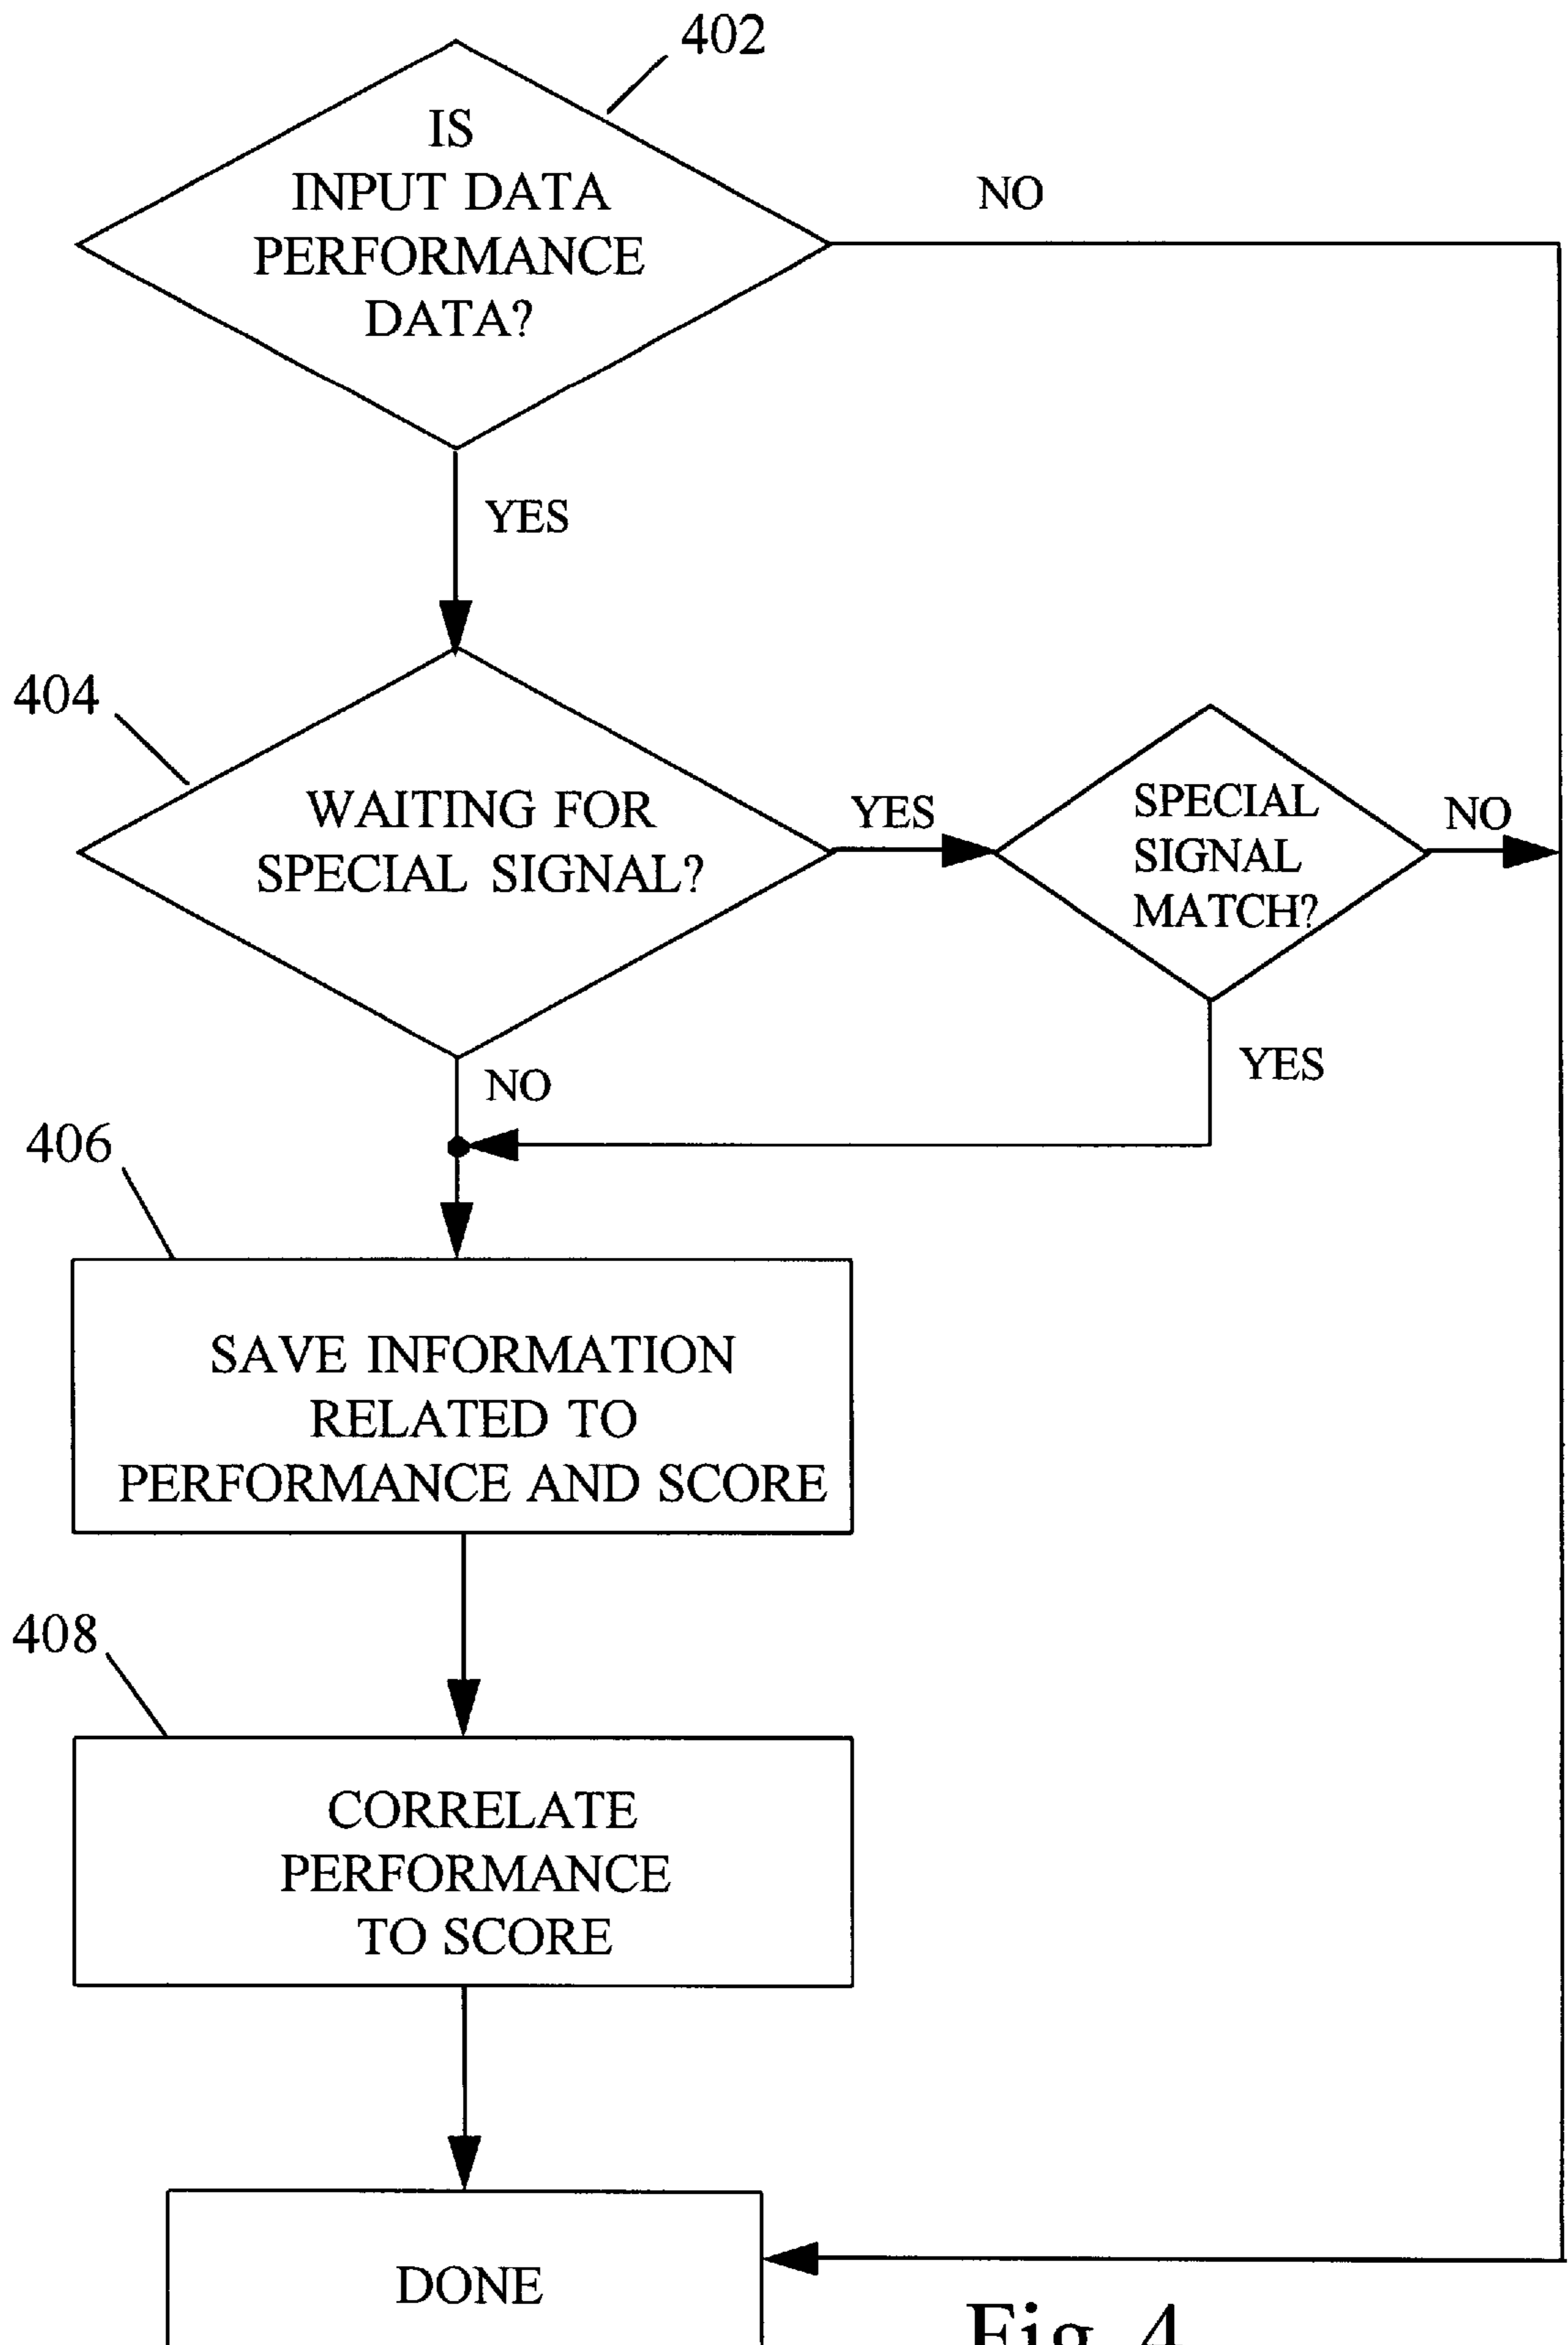 402
IS
INPUT DATA
PERFORMANCE
DATA?
NO
YES
404
WAITING FOR
SPECIAL SIGNAL?
YES
SPECIAL
SIGNAL
MATCH?
NO
YES
NO
406
SAVE INFORMATION
RELATED TO
PERFORMANCE AND SCORE
408
CORRELATE
PERFORMANCE
TO SCORE
DONE
Fig. 4